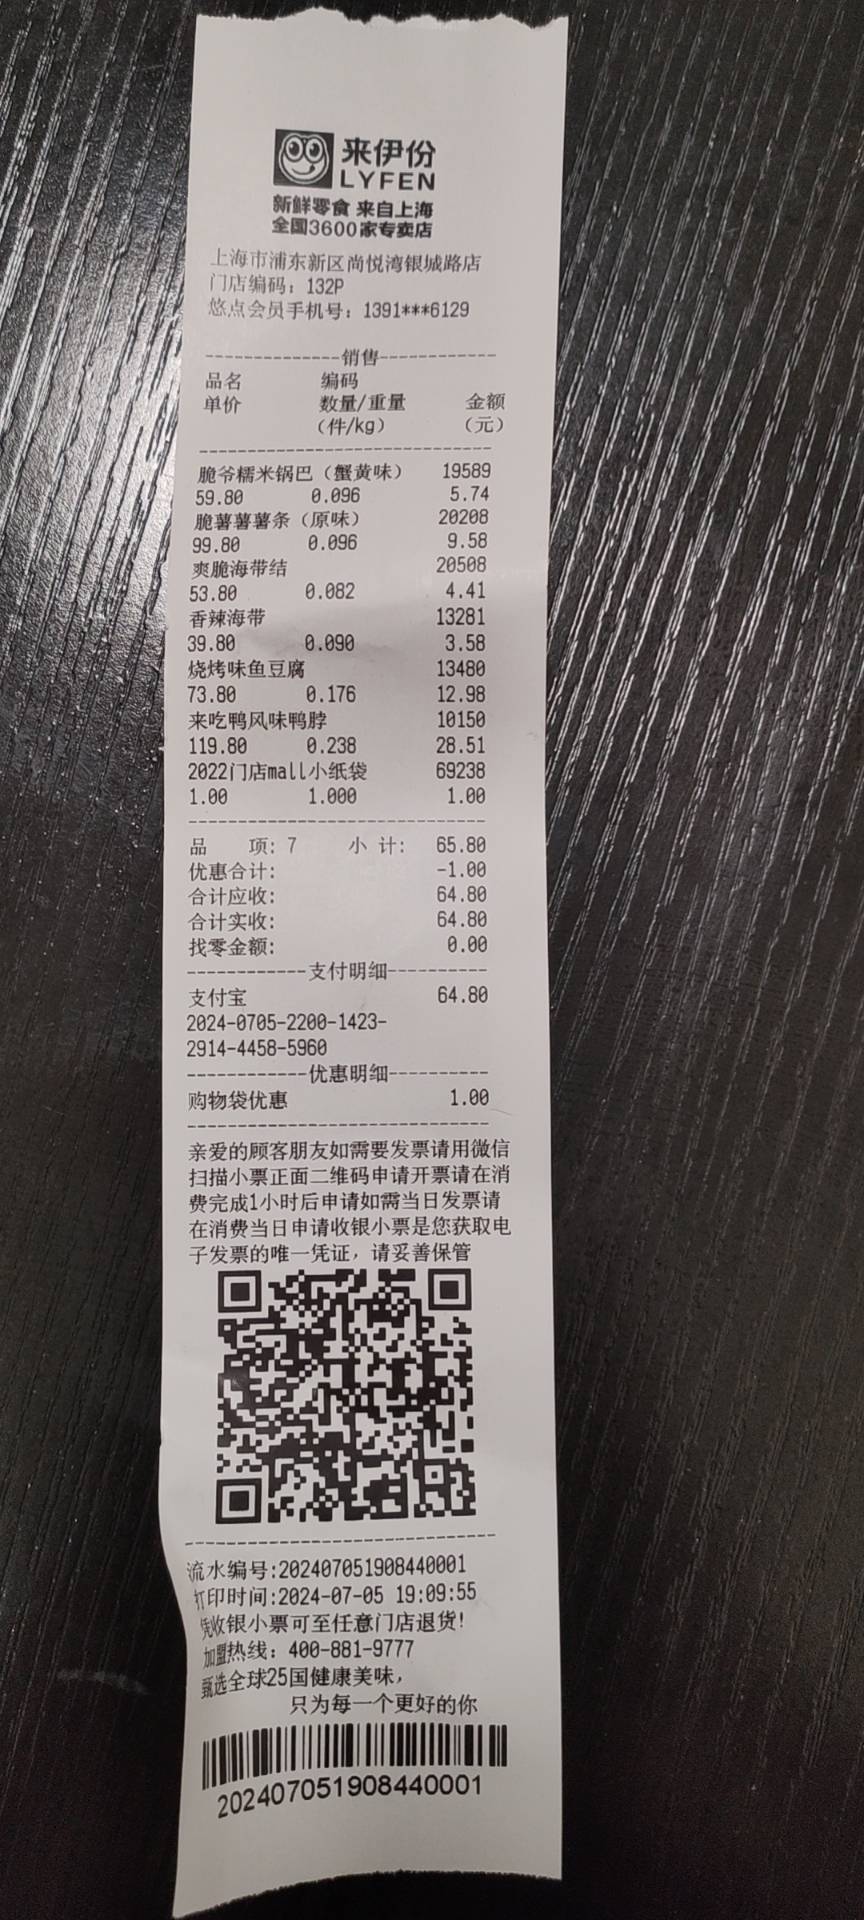 来伊份
LYFEN
新鲜零食 来自上海
全国3600家专卖店
上海市浦东新区尚悦湾银城路店
门店编码：132P
悠点会员手机号：1391***6129
--------------销售------------
品名 编码
单价 数量/重量 金额
（件/kg） （元）
脆爷糯米锅巴（蟹黄味） 19589
59.80 0.096 5.74
脆薯薯薯条（原味） 20208
99.80 0.096 9.58
爽脆海带结 20508
53.80 0.082 4.41
香辣海带 13281
39.80 0.090 3.58
烧烤味鱼豆腐 13480
73.80 0.176 12.98
来吃鸭风味鸭脖 10150
119.80 0.238 28.51
2022门店mall小纸袋 69238
1.00 1.000 1.00
品 项: 7 小 计: 65.80
优惠合计: -1.00
合计应收: 64.80
合计实收: 64.80
找零金额: 0.00
------------支付明细----------
支付宝 64.80
2024-0705-2200-1423-
2914-4458-5960
------------优惠明细----------
购物袋优惠 1.00
亲爱的顾客朋友如需要发票请用微信
扫描小票正面二维码申请开票请在消
费完成1小时后申请如需当日发票请
在消费当日申请收银小票是您获取电
子发票的唯一凭证，请妥善保管
流水编号:202407051908440001
打印时间:2024-07-05 19:09:55
凭收银小票可至任意门店退货!
加盟热线：400-881-9777
甄选全球25国健康美味，
只为每一个更好的你
202407051908440001